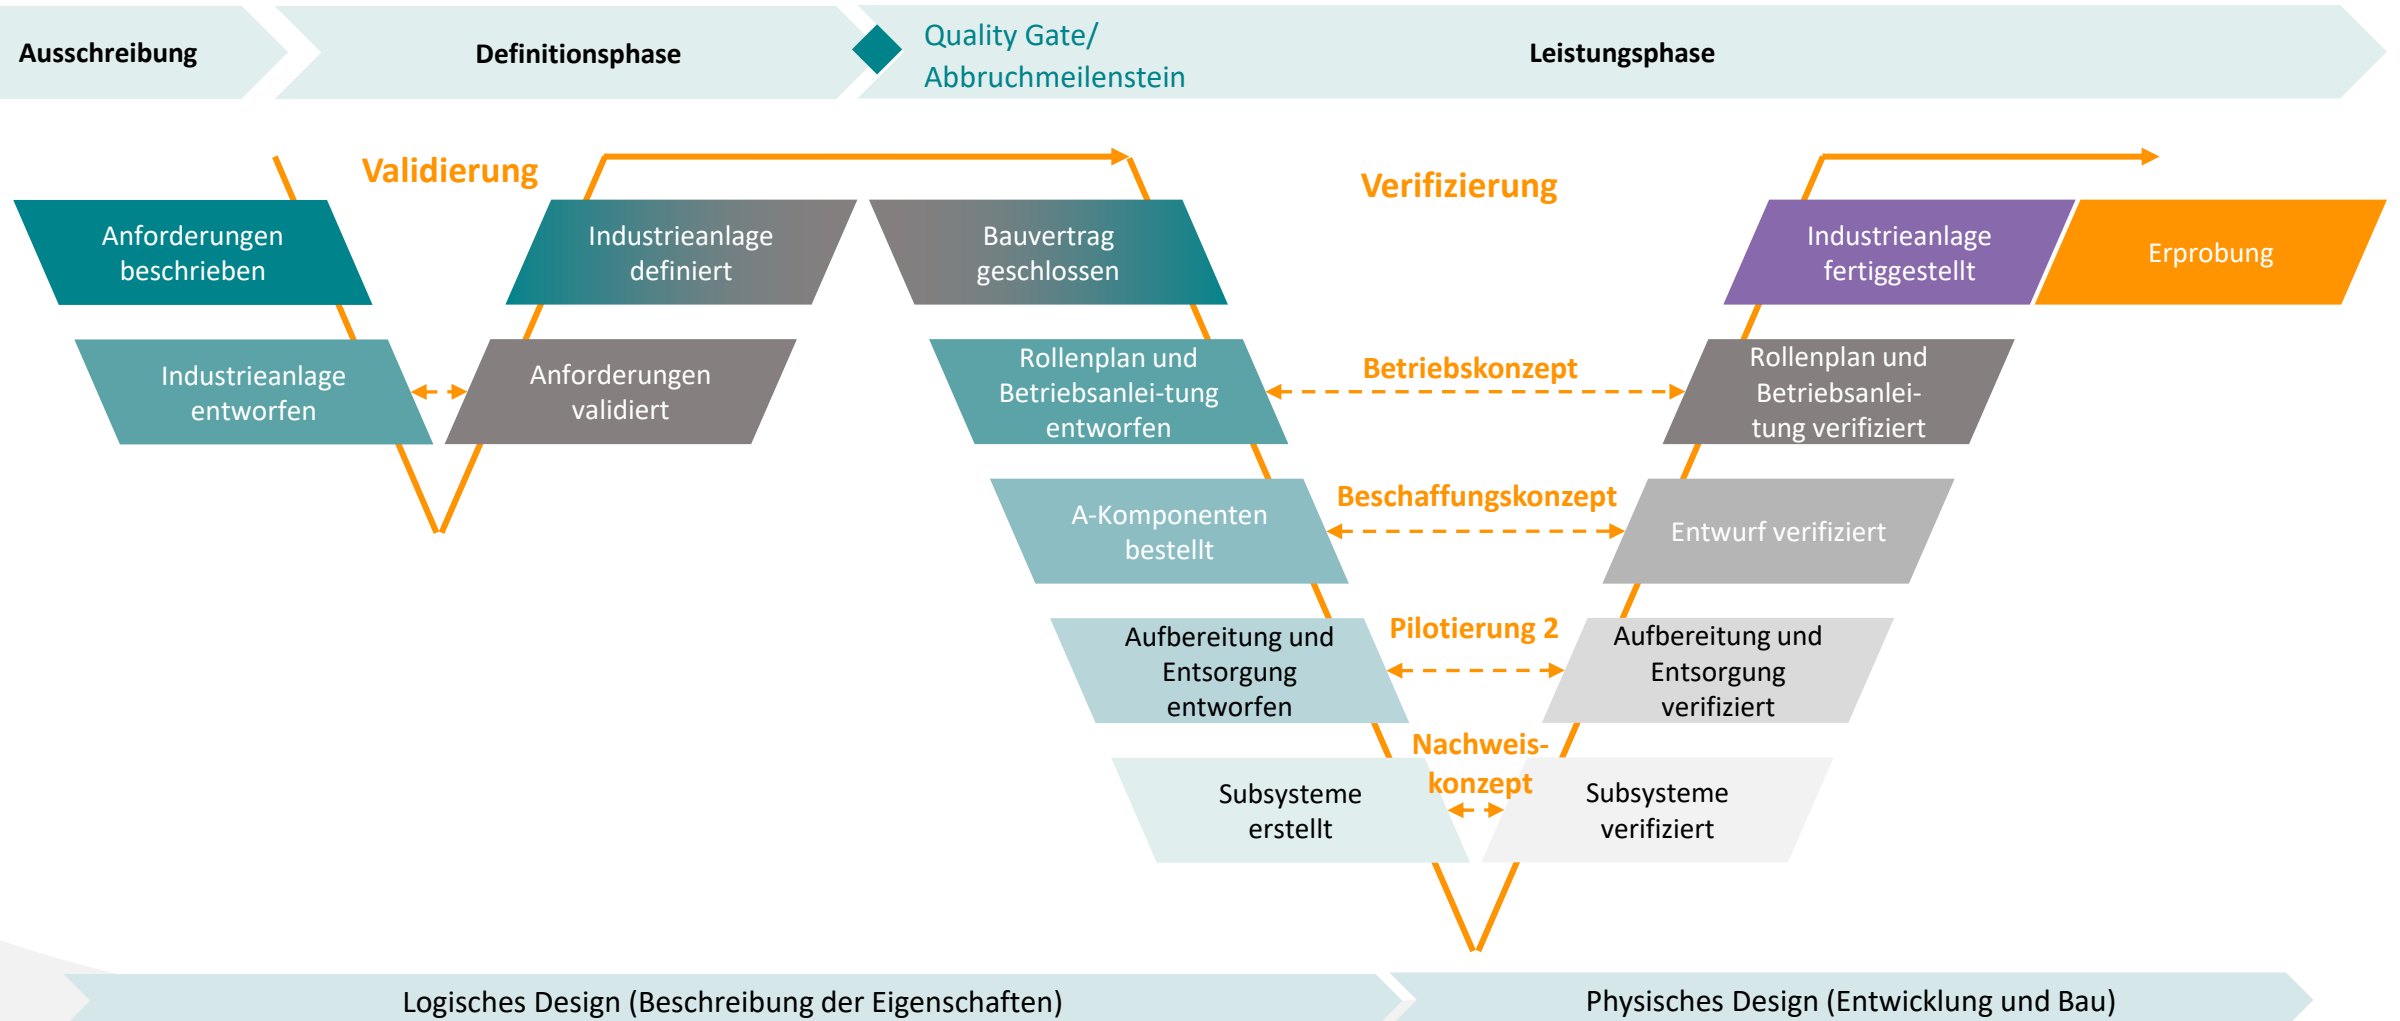 Ausschreibung
Definitionsphase
Quality Gate/
Abbruchmeilenstein
Leistungsphase
Validierung
Verifizierung
Anforderungen
beschrieben
Industrieanlage
definiert
Bauvertrag
geschlossen
Industrieanlage
fertiggestellt
Erprobung
Industrieanlage
entworfen
Anforderungen
validiert
Rollenplan und
Betriebsanlei-tung
entworfen
Betriebskonzept
Rollenplan und
Betriebsanlei-
tung verifiziert
A-Komponenten
bestellt
Beschaffungskonzept
Entwurf verifiziert
Aufbereitung und
Entsorgung
entworfen
Pilotierung 2
Aufbereitung und
Entsorgung
verifiziert
Subsysteme
erstellt
Nachweis-
konzept
Subsysteme
verifiziert
Logisches Design (Beschreibung der Eigenschaften)
Physisches Design (Entwicklung und Bau)